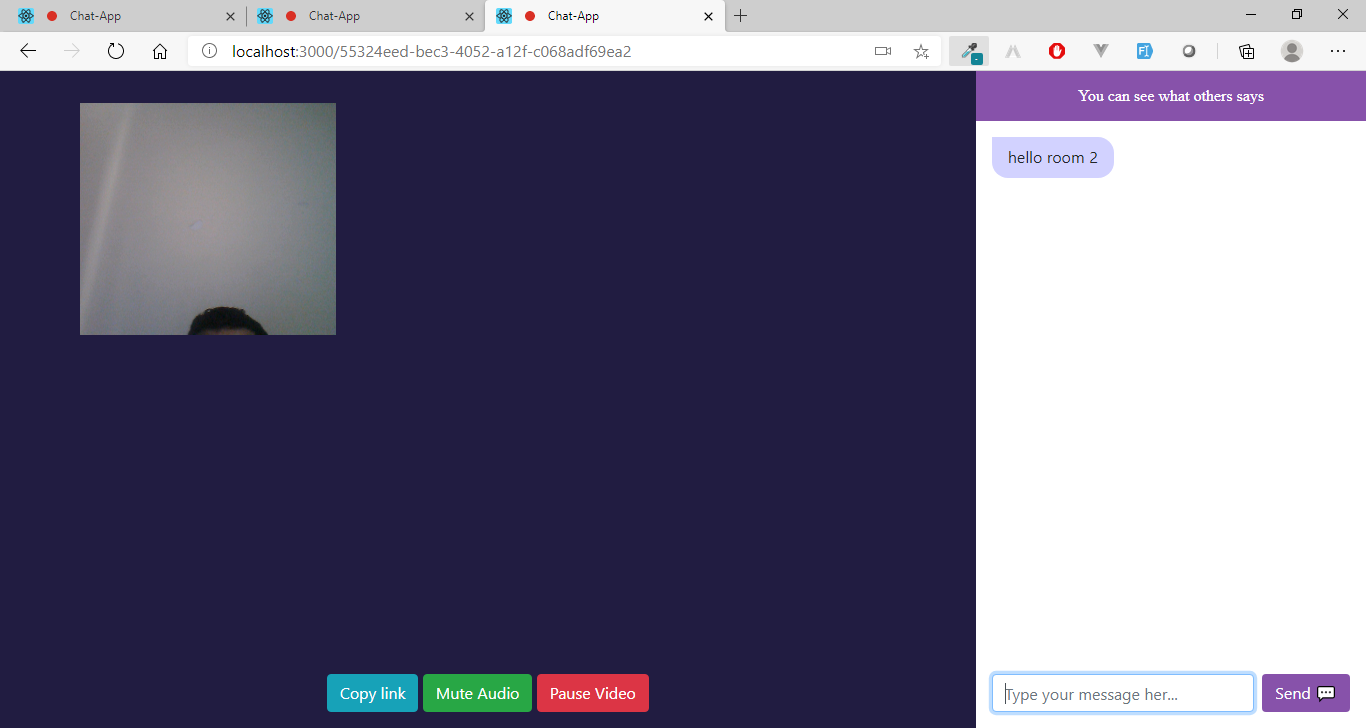 Chat-App
Chat-App
Chat-App
localhost:3000/55324eed-bec3-4052-a12f-c068adf69ea2
You can see what others says
hello room 2
Copy link
Mute Audio
Pause Video
Type your message her...
Send